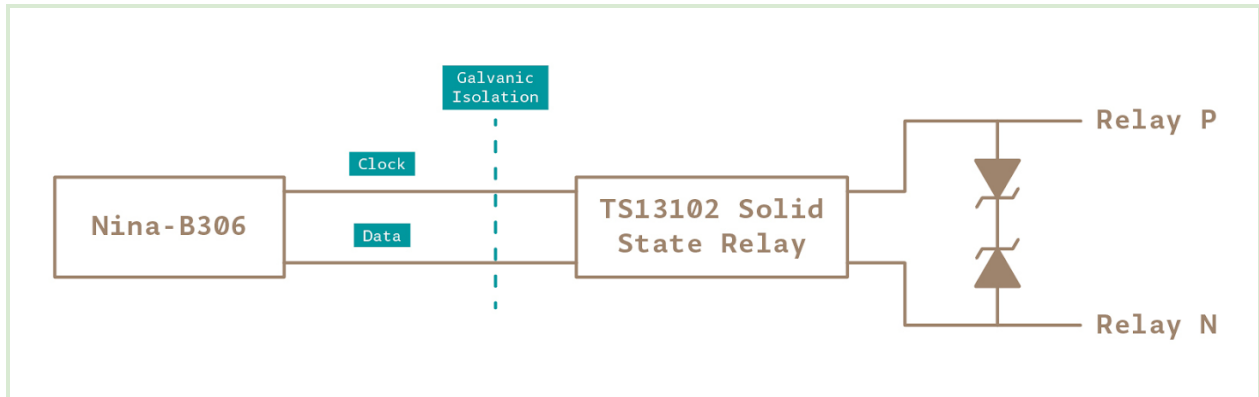 Galvanic
Isolation
Clock
Relay P
Nina-B306
TS13102 Solid
State Relay
Data
Relay N